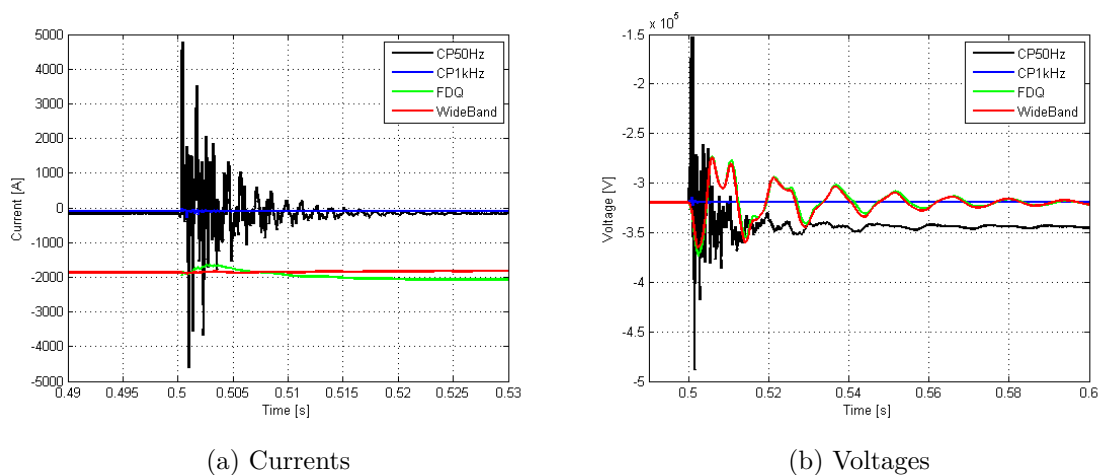 5000
4000
3000
2000
1000
0
-1000
-2000
-3000
-4000
-5000
0.49
0.495
0.5
0.505
0.51
0.515
0.52
0.525
0.53
Current [A]
Time [s]
CP50Hz
CP1kHz
FDQ
WideBand
(a) Currents
x 10^5
-1.5
-2
-2.5
-3
-3.5
-4
-4.5
-5
0.5
0.52
0.54
0.56
0.58
0.6
Voltage [V]
Time [s]
CP50Hz
CP1kHz
FDQ
WideBand
(b) Voltages